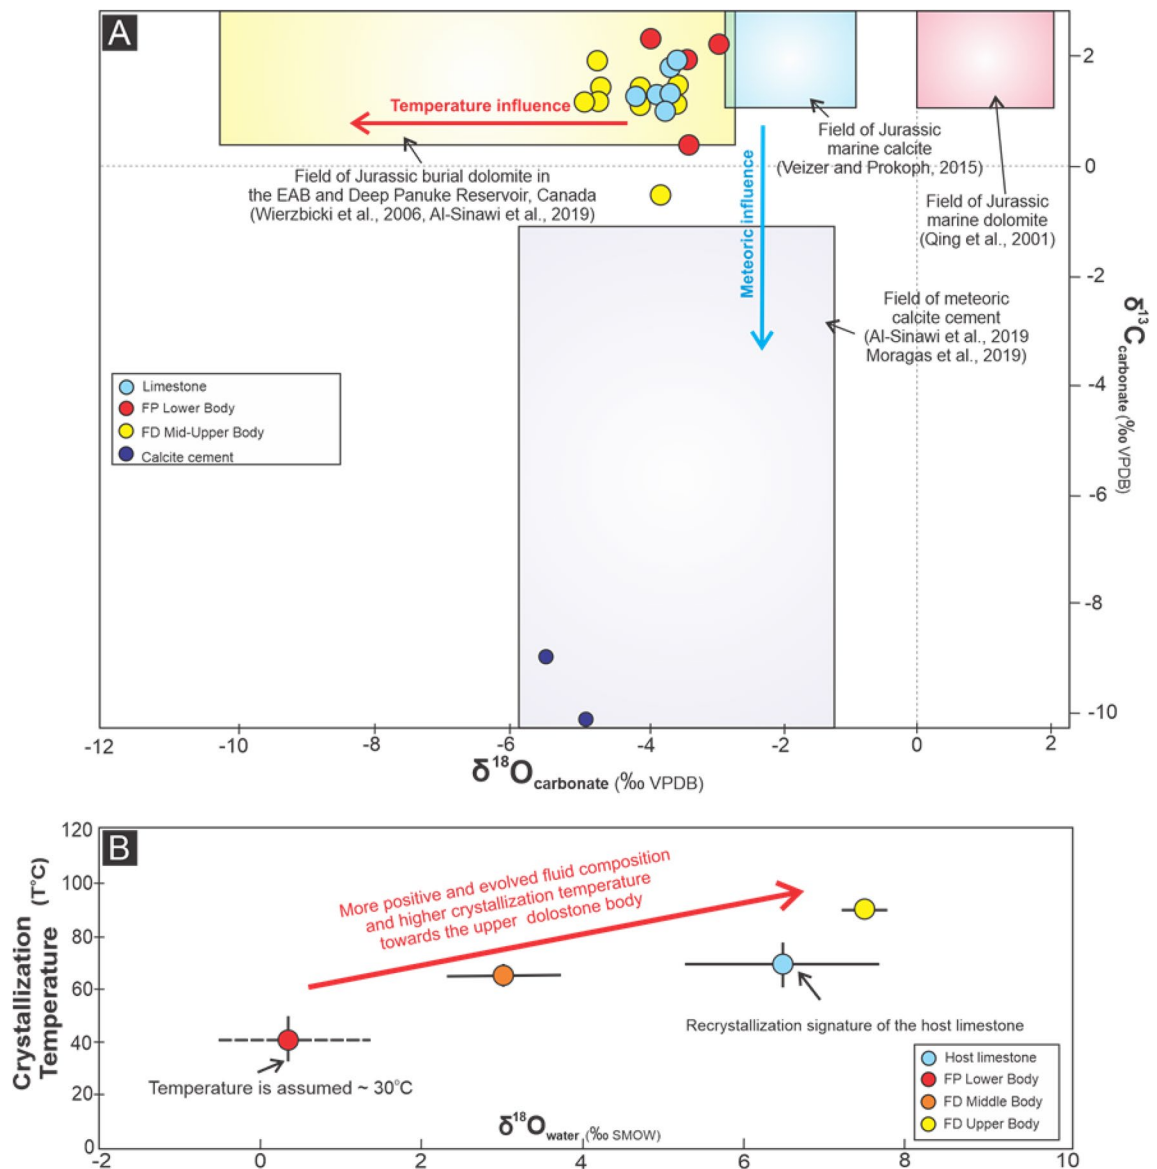 A
Temperature influence
Field of Jurassic burial dolomite in
the EAB and Deep Panuke Reservoir, Canada
(Wierzbicki et al., 2006, Al-Sinawi et al., 2019)
Field of Jurassic
marine calcite
(Veizer and Prokoph, 2015)
Field of Jurassic
marine dolomite
(Qing et al., 2001)
Meteoric influence
Field of meteoric
calcite cement
(Al-Sinawi et al., 2019
Moragas et al., 2019)
Limestone
FP Lower Body
FD Mid-Upper Body
Calcite cement
2
0
-2
-4
-6
-8
-10
δ¹³C carbonate (‰ VPDB)
-12 -10 -8 -6 -4 -2 0 2
δ¹⁸O carbonate (‰ VPDB)
B
Crystallization
Temperature (T°C)
120
100
80
60
40
20
0
More positive and evolved fluid composition
and higher crystallization temperature
towards the upper dolostone body
Recrystallization signature of the host limestone
Temperature is assumed ~ 30°C
Host limestone
FP Lower Body
FD Middle Body
FD Upper Body
δ¹⁸O water (‰ SMOW)
-2 0 2 4 6 8 10